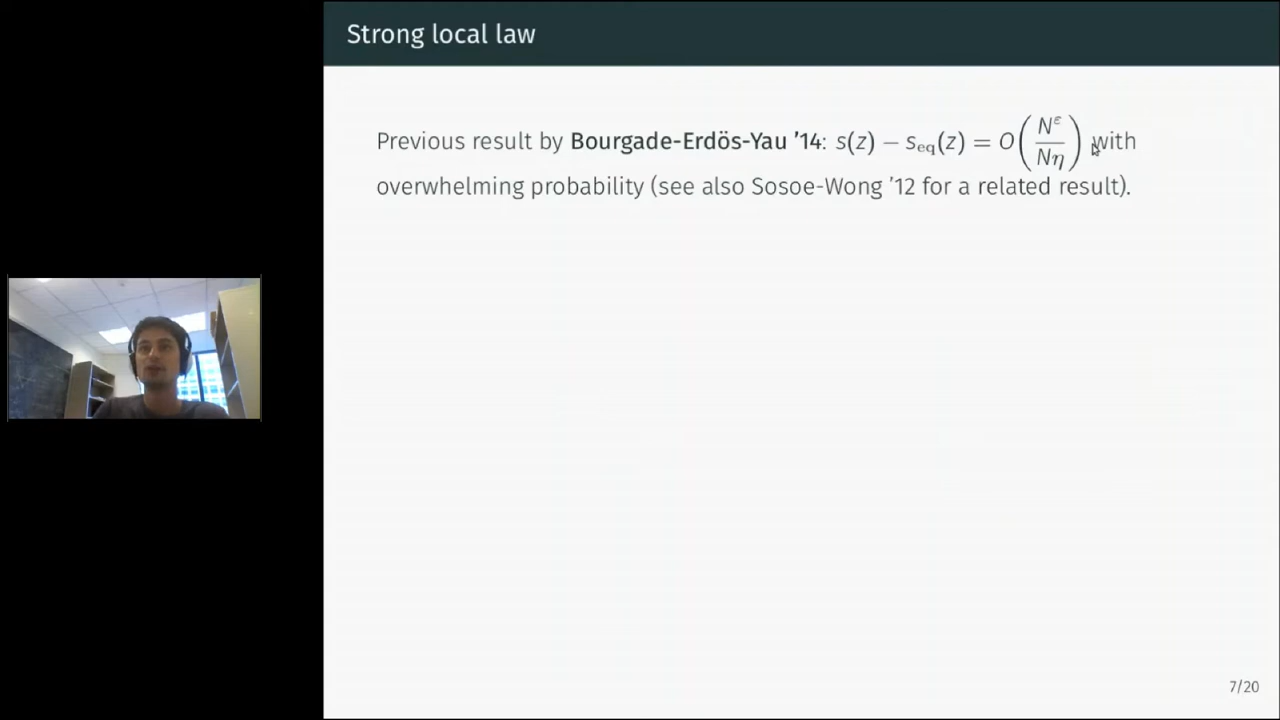 Strong local law
Previous result by Bourgade-Erdös-Yau ’14: s(z) − s_eq(z) = O(N^ε / Nη) with
overwhelming probability (see also Sosoe-Wong ’12 for a related result).
7/20